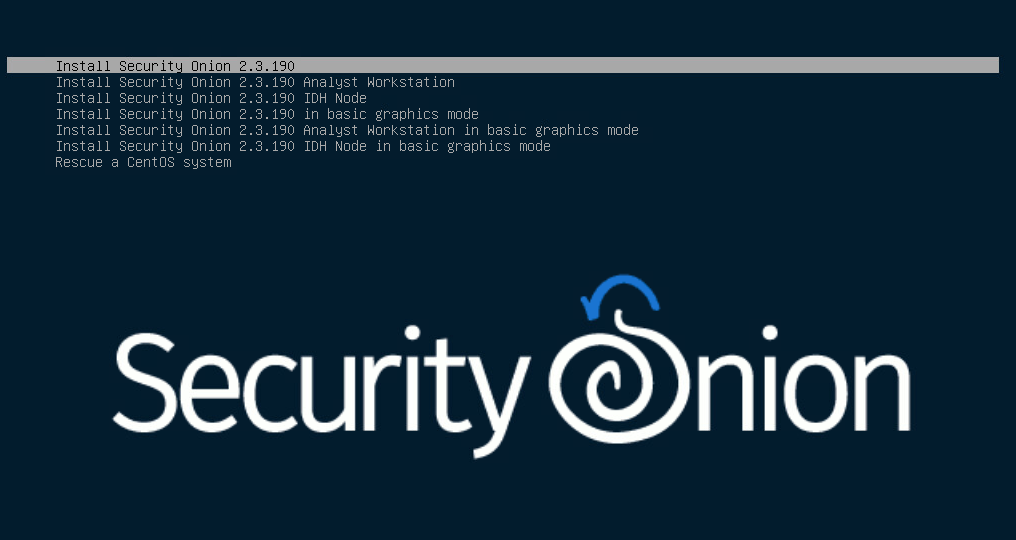 Install Security Onion 2.3.190
Install Security Onion 2.3.190 Analyst Workstation
Install Security Onion 2.3.190 IDH Node
Install Security Onion 2.3.190 in basic graphics mode
Install Security Onion 2.3.190 Analyst Workstation in basic graphics mode
Install Security Onion 2.3.190 IDH Node in basic graphics mode
Rescue a CentOS system
Security Onion